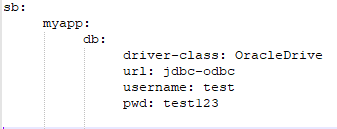 sb:
myapp:
db:
driver-class: OracleDrive
url: jdbc-odbc
username: test
pwd: test123